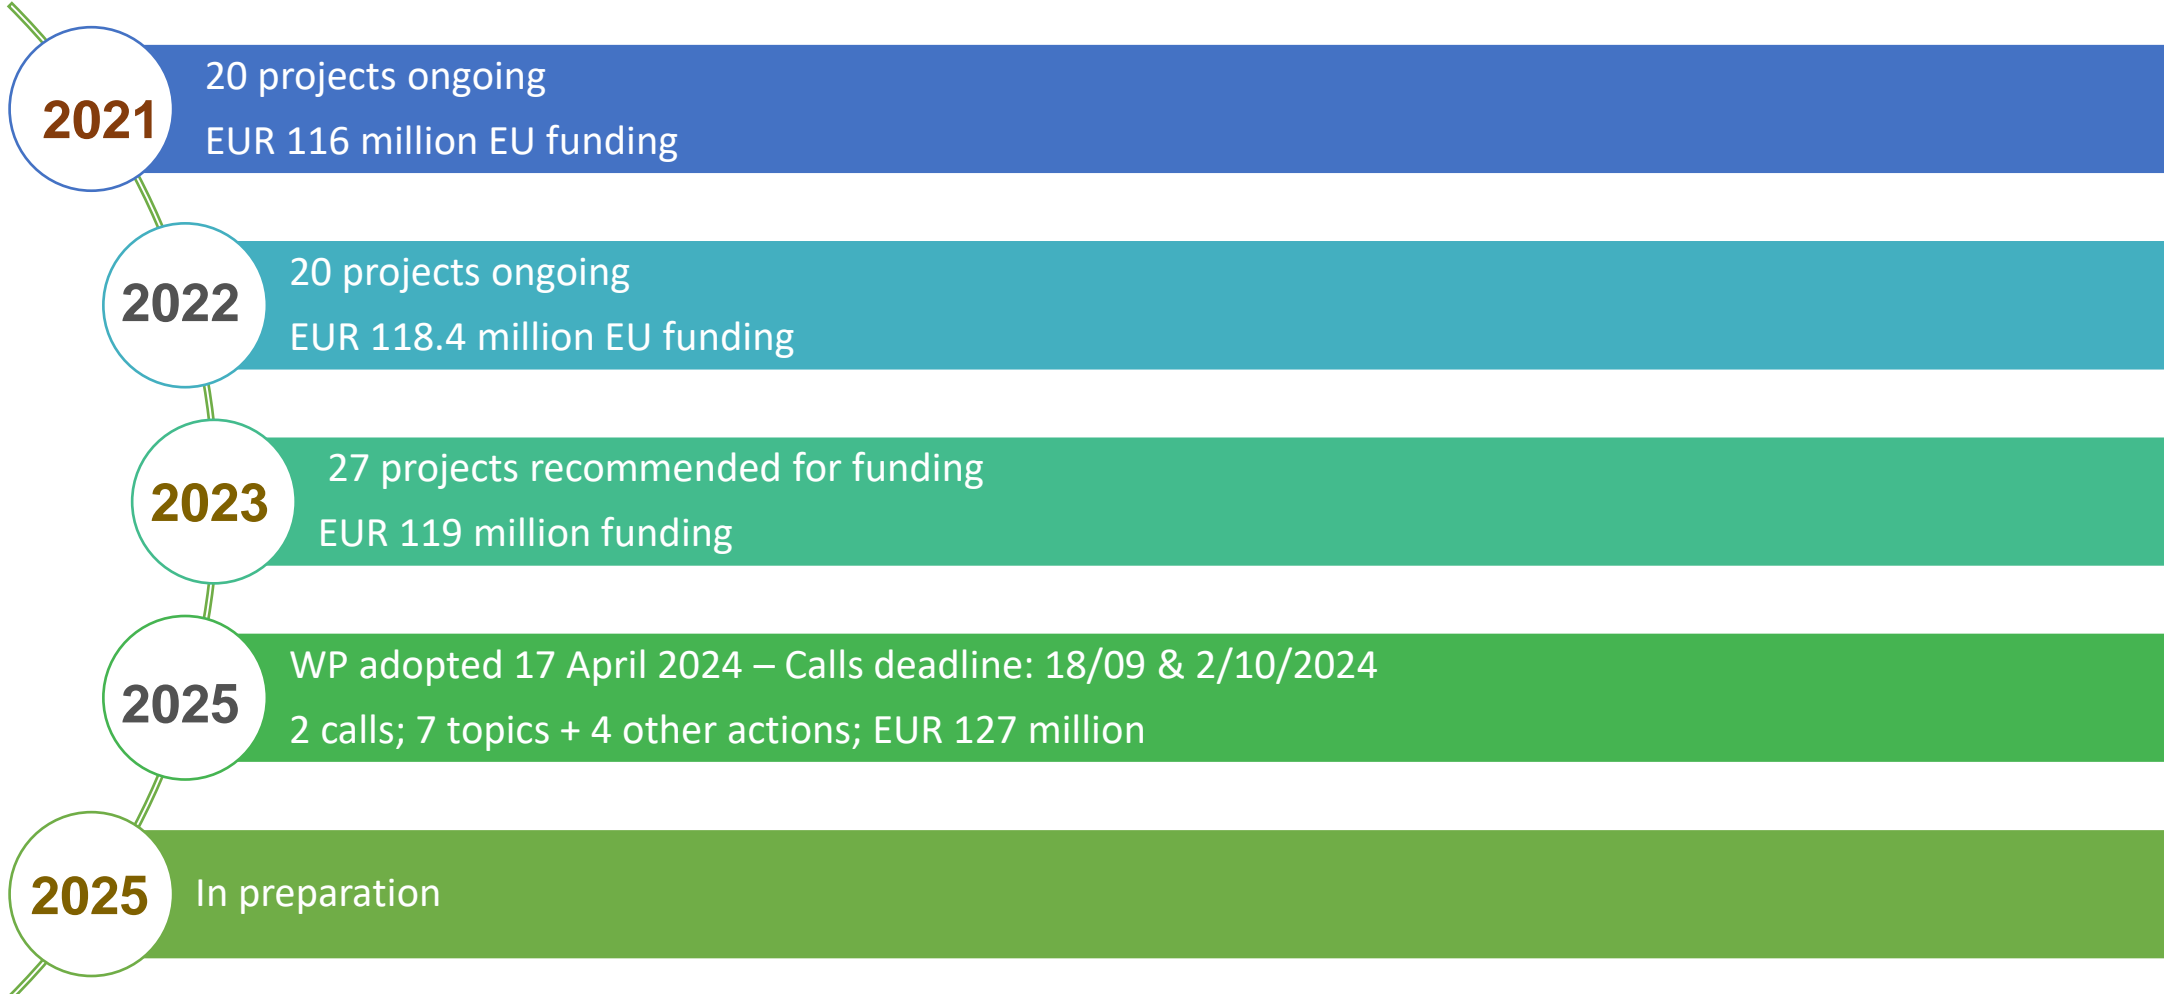 2021
20 projects ongoing
EUR 116 million EU funding
2022
20 projects ongoing
EUR 118.4 million EU funding
2023
27 projects recommended for funding
EUR 119 million funding
2025
WP adopted 17 April 2024 – Calls deadline: 18/09 & 2/10/2024
2 calls; 7 topics + 4 other actions; EUR 127 million
2025
In preparation